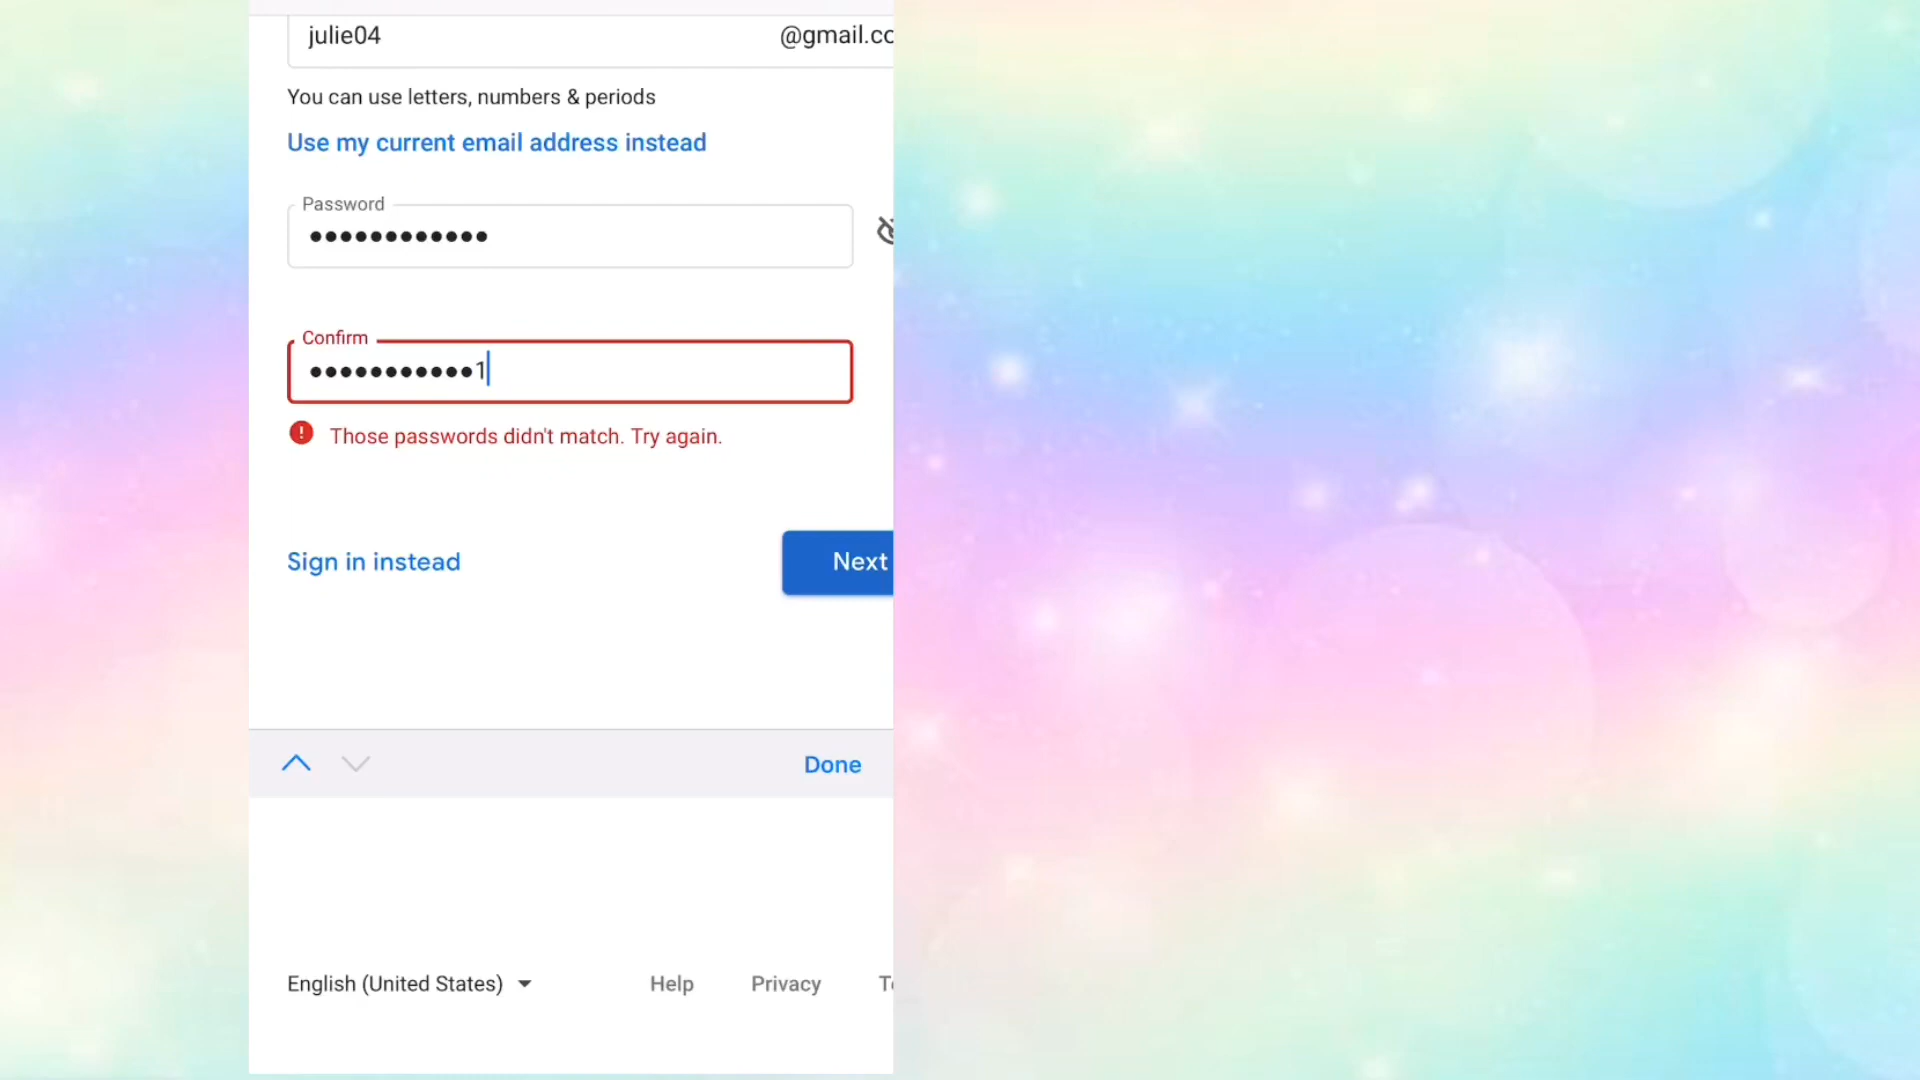 julie04 @gmail.co
You can use letters, numbers & periods
Use my current email address instead
Password
••••••••••••
Confirm
•••••••••••1
Those passwords didn't match. Try again.
Sign in instead Next
Done
English (United States) Help Privacy